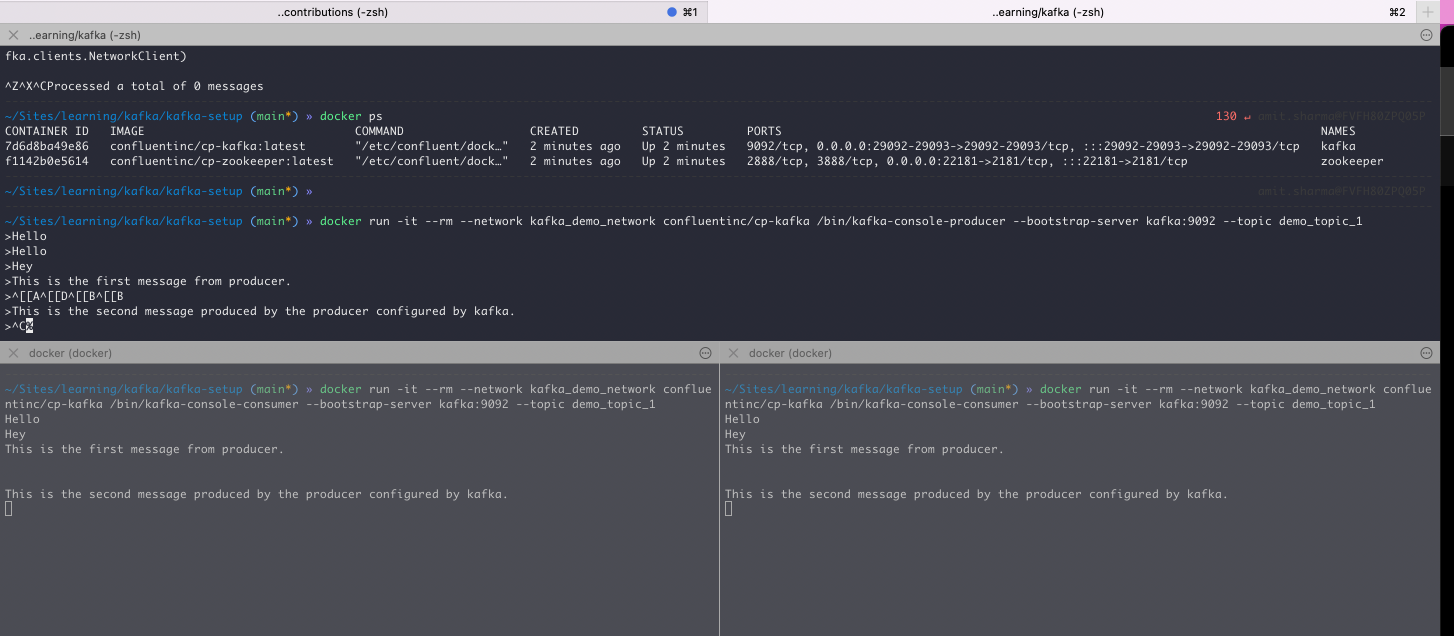 ..contributions (-zsh) ⌘1 ..earning/kafka (-zsh) ⌘2
..earning/kafka (-zsh)
fka.clients.NetworkClient)
^Z^X^CProcessed a total of 0 messages
~/Sites/learning/kafka/kafka-setup (main*) » docker ps 130 ↵ amit.sharma@FVFH80ZPQ05P
CONTAINER ID IMAGE COMMAND CREATED STATUS PORTS NAMES
7d6d8ba49e86 confluentinc/cp-kafka:latest "/etc/confluent/dock…" 2 minutes ago Up 2 minutes 9092/tcp, 0.0.0.0:29092-29093->29092-29093/tcp, :::29092-29093->29092-29093/tcp kafka
f1142b0e5614 confluentinc/cp-zookeeper:latest "/etc/confluent/dock…" 2 minutes ago Up 2 minutes 2888/tcp, 3888/tcp, 0.0.0.0:22181->2181/tcp, :::22181->2181/tcp zookeeper
~/Sites/learning/kafka/kafka-setup (main*) » amit.sharma@FVFH80ZPQ05P
~/Sites/learning/kafka/kafka-setup (main*) » docker run -it --rm --network kafka_demo_network confluentinc/cp-kafka /bin/kafka-console-producer --bootstrap-server kafka:9092 --topic demo_topic_1
>Hello
>Hello
>Hey
>This is the first message from producer.
>^[[A^[[D^[[B^[[B
>This is the second message produced by the producer configured by kafka.
>^C%
docker (docker)
~/Sites/learning/kafka/kafka-setup (main*) » docker run -it --rm --network kafka_demo_network conflue
ntinc/cp-kafka /bin/kafka-console-consumer --bootstrap-server kafka:9092 --topic demo_topic_1
Hello
Hey
This is the first message from producer.
This is the second message produced by the producer configured by kafka.
docker (docker)
~/Sites/learning/kafka/kafka-setup (main*) » docker run -it --rm --network kafka_demo_network conflue
ntinc/cp-kafka /bin/kafka-console-consumer --bootstrap-server kafka:9092 --topic demo_topic_1
Hello
Hey
This is the first message from producer.
This is the second message produced by the producer configured by kafka.